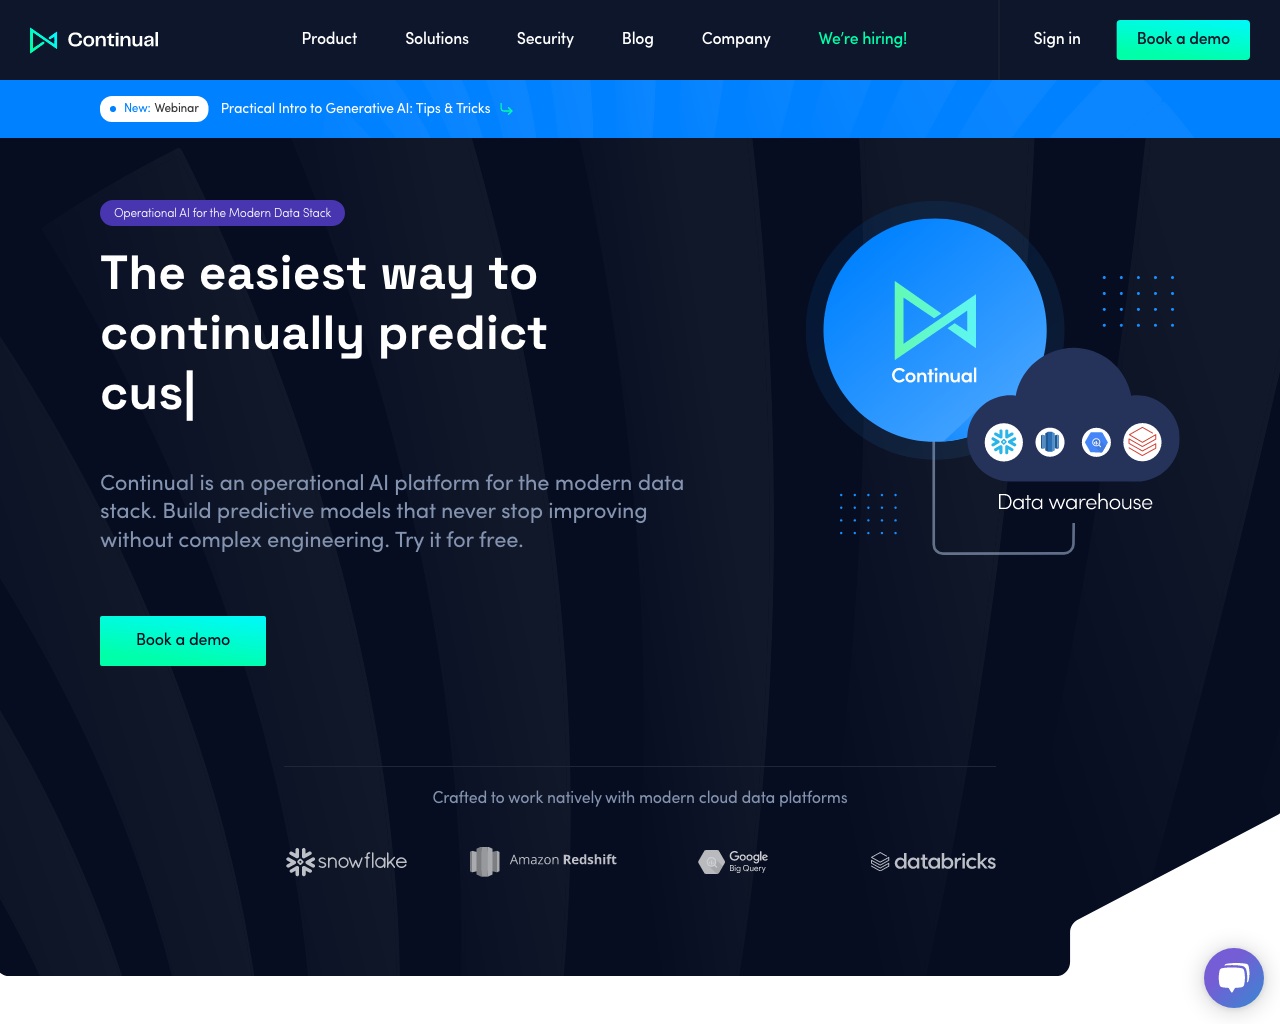 Continual
Product
Solutions
Security
Blog
Company
We're hiring!
Sign in
Book a demo
New: Webinar
Practical Intro to Generative AI: Tips & Tricks
Operational AI for the Modern Data Stack
The easiest way to
continually predict
cus|
Continual is an operational AI platform for the modern data
stack. Build predictive models that never stop improving
without complex engineering. Try it for free.
Book a demo
Continual
Data warehouse
Crafted to work natively with modern cloud data platforms
snowflake
Amazon Redshift
Google
Big Query
databricks